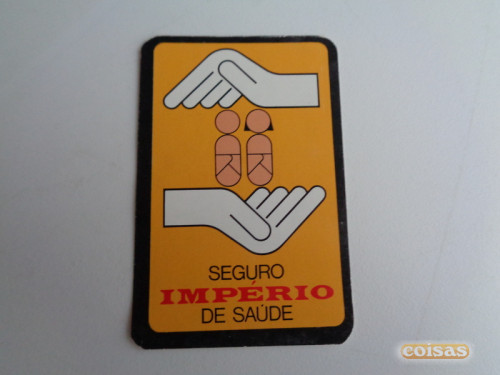 SEGURO
IMPÉRIO
DE SAÚDE
coisas